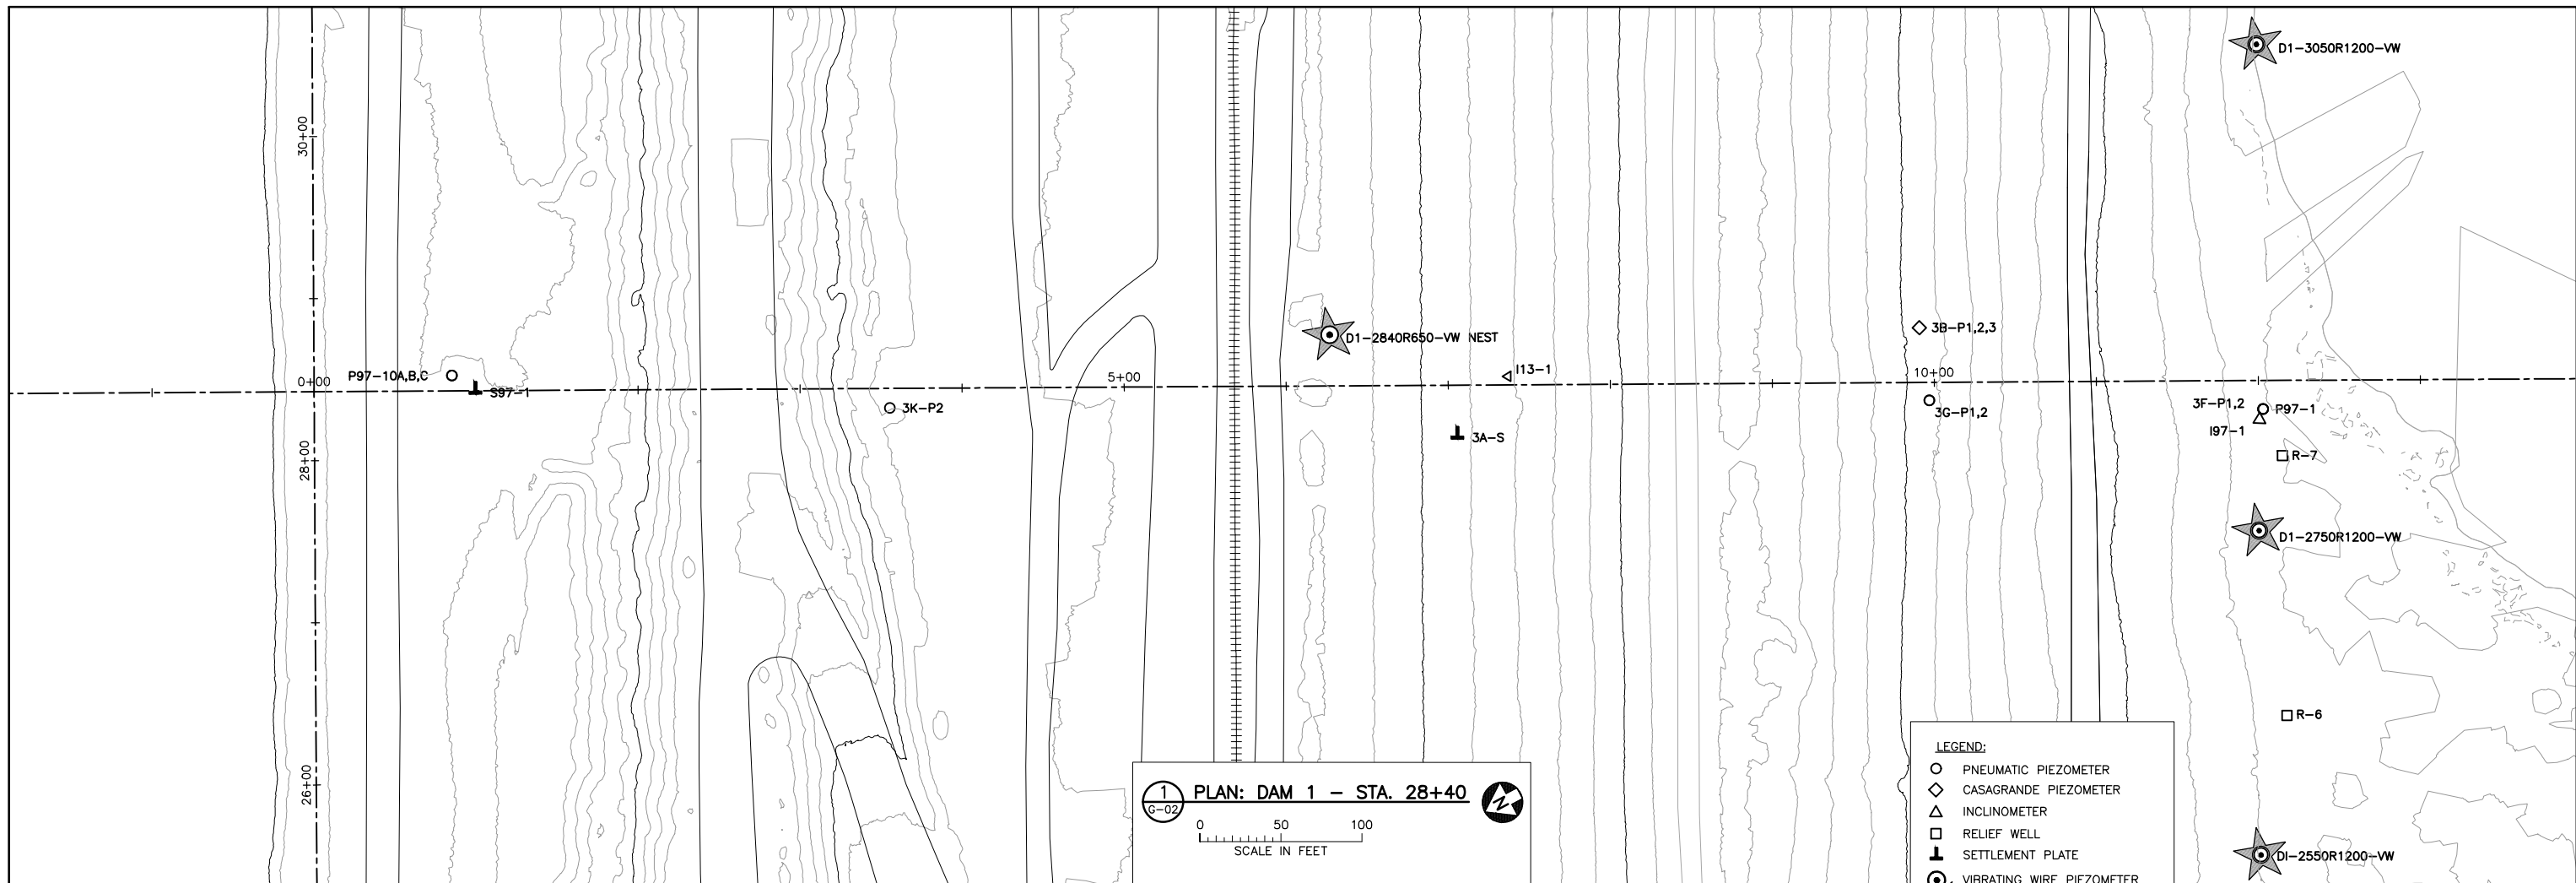 D1-3050R1200-VW
30+00
3B-P1,2,3
D1-2840R650-VW NEST
I13-1
P97-10A,B,C
0+00
5+00
10+00
S97-1
3K-P2
3G-P1,2
3F-P1,2
P97-1
I97-1
3A-S
R-7
28+00
D1-2750R1200-VW
R-6
26+00
1
G-02
PLAN: DAM 1 - STA. 28+40
0 50 100
SCALE IN FEET
LEGEND:
PNEUMATIC PIEZOMETER
CASAGRANDE PIEZOMETER
INCLINOMETER
RELIEF WELL
SETTLEMENT PLATE
VIBRATING WIRE PIEZOMETER
DI-2550R1200-VW